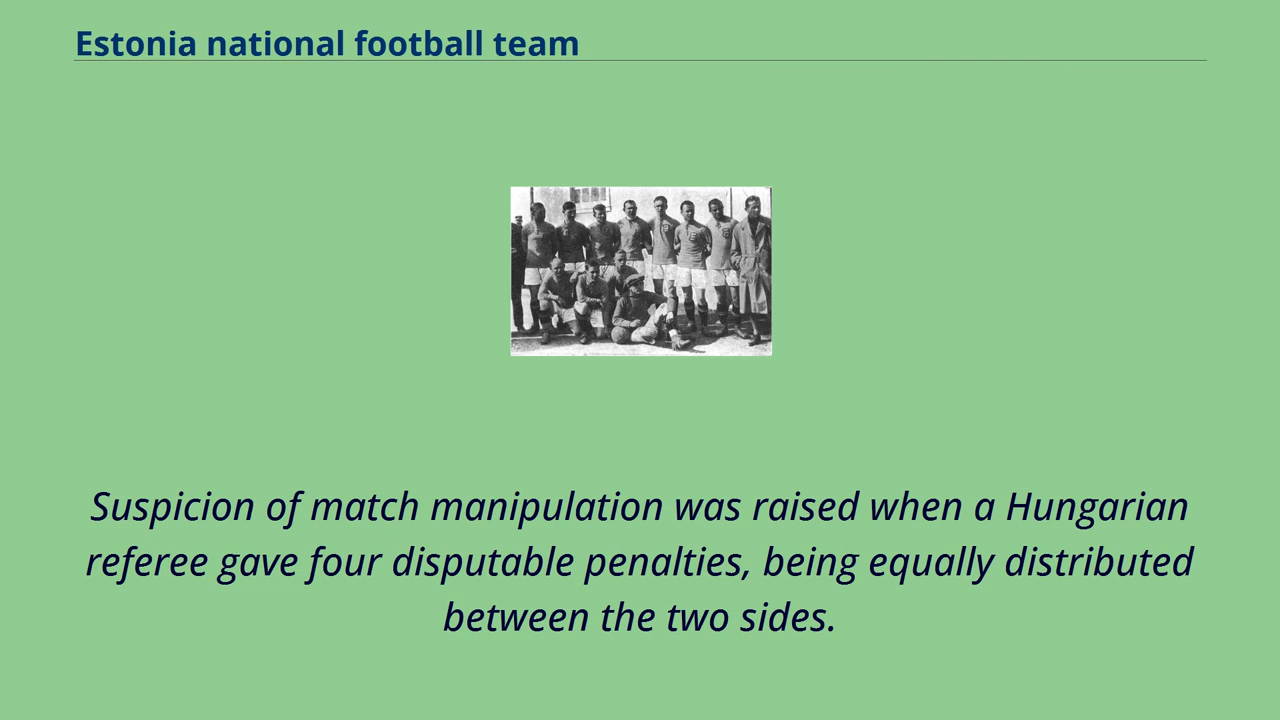 Estonia national football team
Suspicion of match manipulation was raised when a Hungarian
referee gave four disputable penalties, being equally distributed
between the two sides.